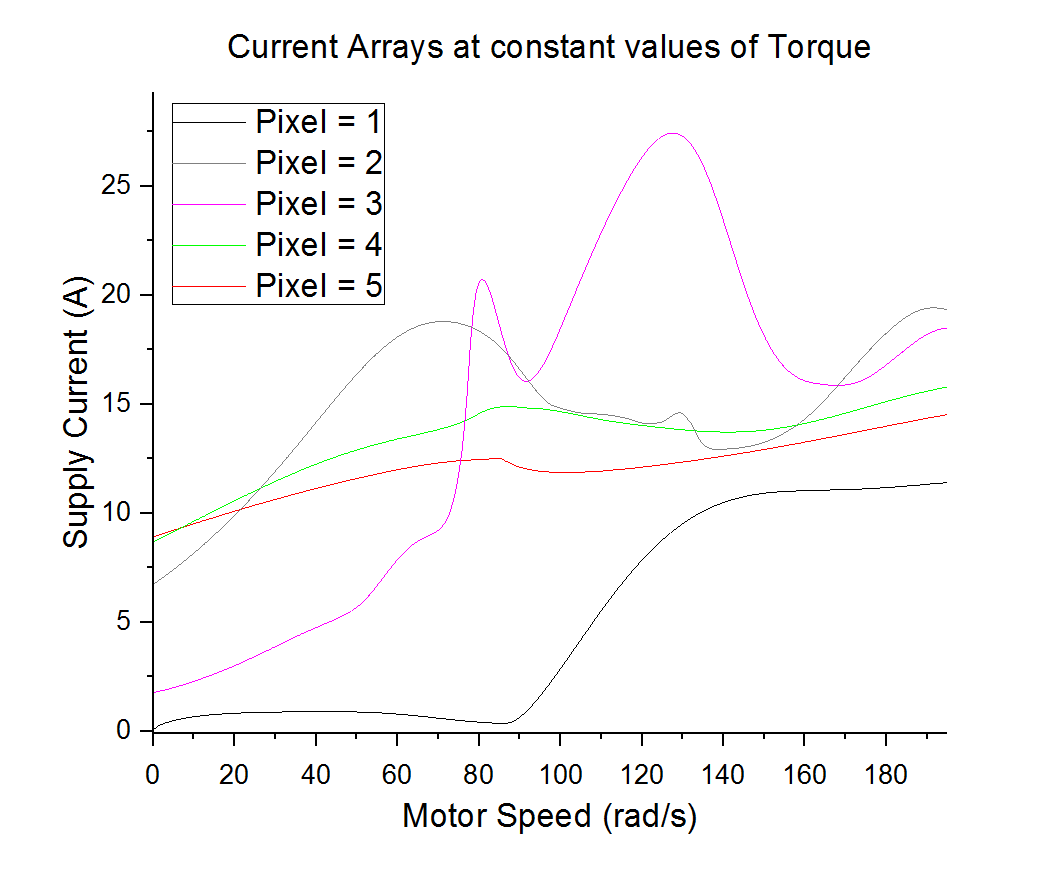 Current Arrays at constant values of Torque
Pixel = 1
Pixel = 2
Pixel = 3
Pixel = 4
Pixel = 5
25
20
15
10
5
0
Supply Current (A)
0 20 40 60 80 100 120 140 160 180
Motor Speed (rad/s)